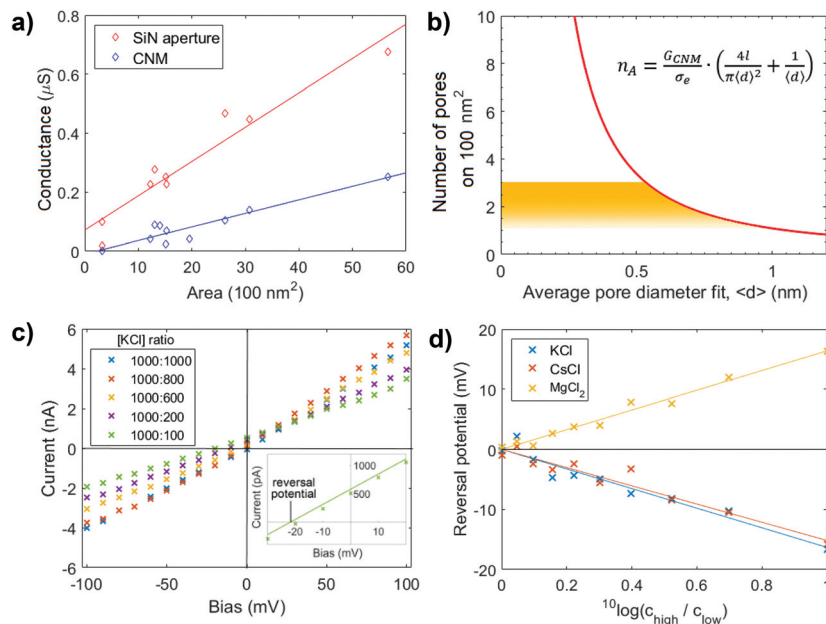 a)
0.8
0.6
0.4
0.2
0
0 10 20 30 40 50 60
Conductance (µS)
Area (100 nm²)
SiN aperture
CNM
b)
10
8
6
4
2
0
0 0.5 1
Number of pores
on 100 nm²
Average pore diameter fit, <d> (nm)
n_A = G_CNM/σ_e · (4l/π⟨d⟩² + 1/⟨d⟩)
c)
6
4
2
0
-2
-4
-6
-100 -50 0 50 100
Current (nA)
Bias (mV)
[KCl] ratio
1000:1000
1000:800
1000:600
1000:200
1000:100
reversal
potential
Current (pA)
1000
500
-20 -10 10
Bias (mV)
d)
20
10
0
-10
-20
0 0.2 0.4 0.6 0.8 1
Reversal potential (mV)
¹⁰log(c_high / c_low)
KCl
CsCl
MgCl₂